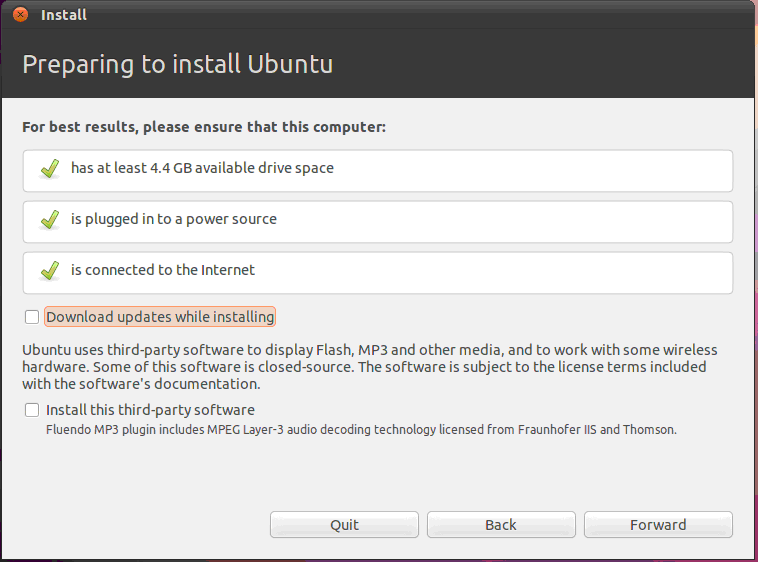 Install
Preparing to install Ubuntu
For best results, please ensure that this computer:
has at least 4.4 GB available drive space
is plugged in to a power source
is connected to the Internet
Download updates while installing
Ubuntu uses third-party software to display Flash, MP3 and other media, and to work with some wireless
hardware. Some of this software is closed-source. The software is subject to the license terms included
with the software's documentation.
Install this third-party software
Fluendo MP3 plugin includes MPEG Layer-3 audio decoding technology licensed from Fraunhofer IIS and Thomson.
Quit Back Forward